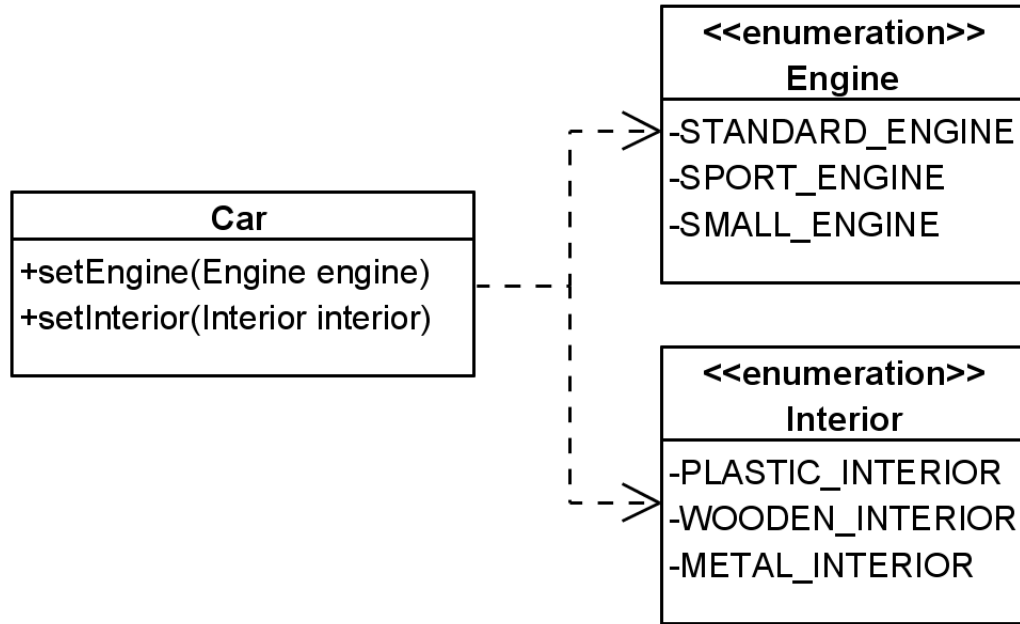 Car
+setEngine(Engine engine)
+setInterior(Interior interior)
<<enumeration>>
Engine
-STANDARD_ENGINE
-SPORT_ENGINE
-SMALL_ENGINE
<<enumeration>>
Interior
-PLASTIC_INTERIOR
-WOODEN_INTERIOR
-METAL_INTERIOR